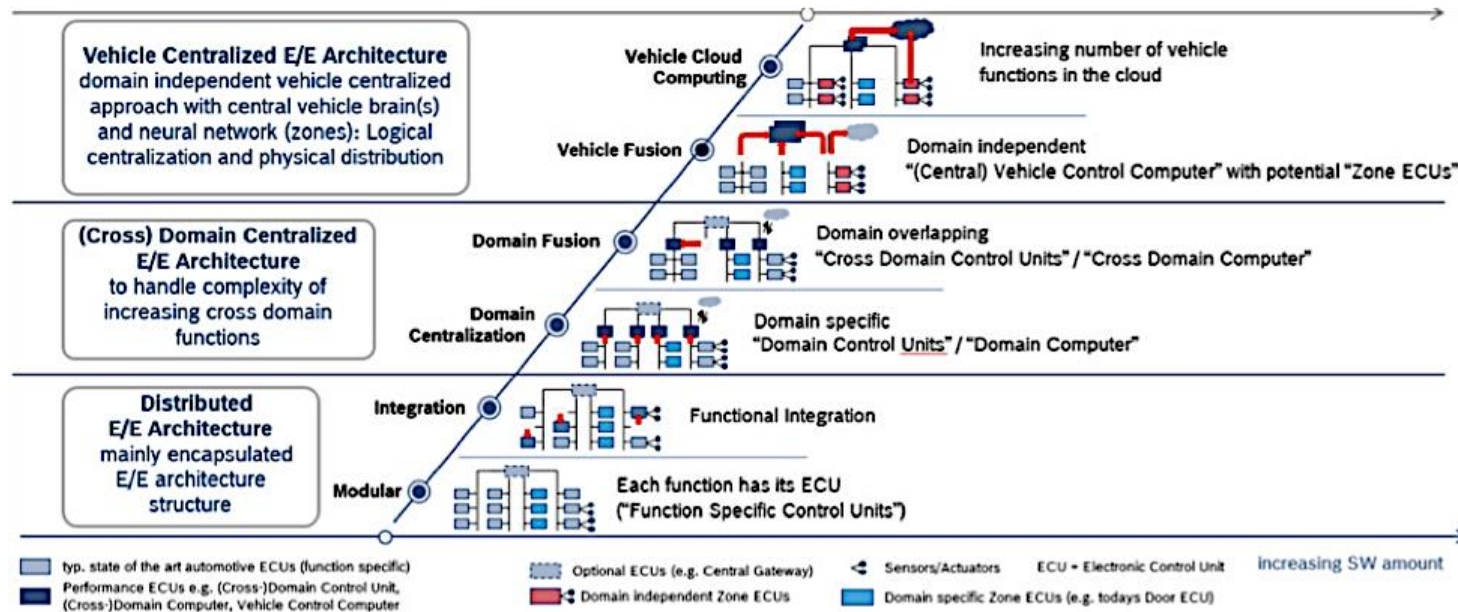 Vehicle Centralized E/E Architecture
domain independent vehicle centralized
approach with central vehicle brain(s)
and neural network (zones): Logical
centralization and physical distribution
Vehicle Cloud
Computing
Increasing number of vehicle
functions in the cloud
Vehicle Fusion
Domain independent
“(Central) Vehicle Control Computer” with potential “Zone ECUs”
(Cross) Domain Centralized
E/E Architecture
to handle complexity of
increasing cross domain
functions
Domain Fusion
Domain overlapping
“Cross Domain Control Units” / “Cross Domain Computer”
Domain
Centralization
Domain specific
“Domain Control Units” / “Domain Computer”
Distributed
E/E Architecture
mainly encapsulated
E/E architecture
structure
Integration
Functional Integration
Modular
Each function has its ECU
(“Function Specific Control Units”)
typ. state of the art automotive ECUs (function specific)
Performance ECUs e.g. (Cross-)Domain Control Unit,
(Cross-)Domain Computer, Vehicle Control Computer
Optional ECUs (e.g. Central Gateway)
Domain independent Zone ECUs
Sensors/Actuators
ECU = Electronic Control Unit
Domain specific Zone ECUs (e.g. todays Door ECU)
increasing SW amount